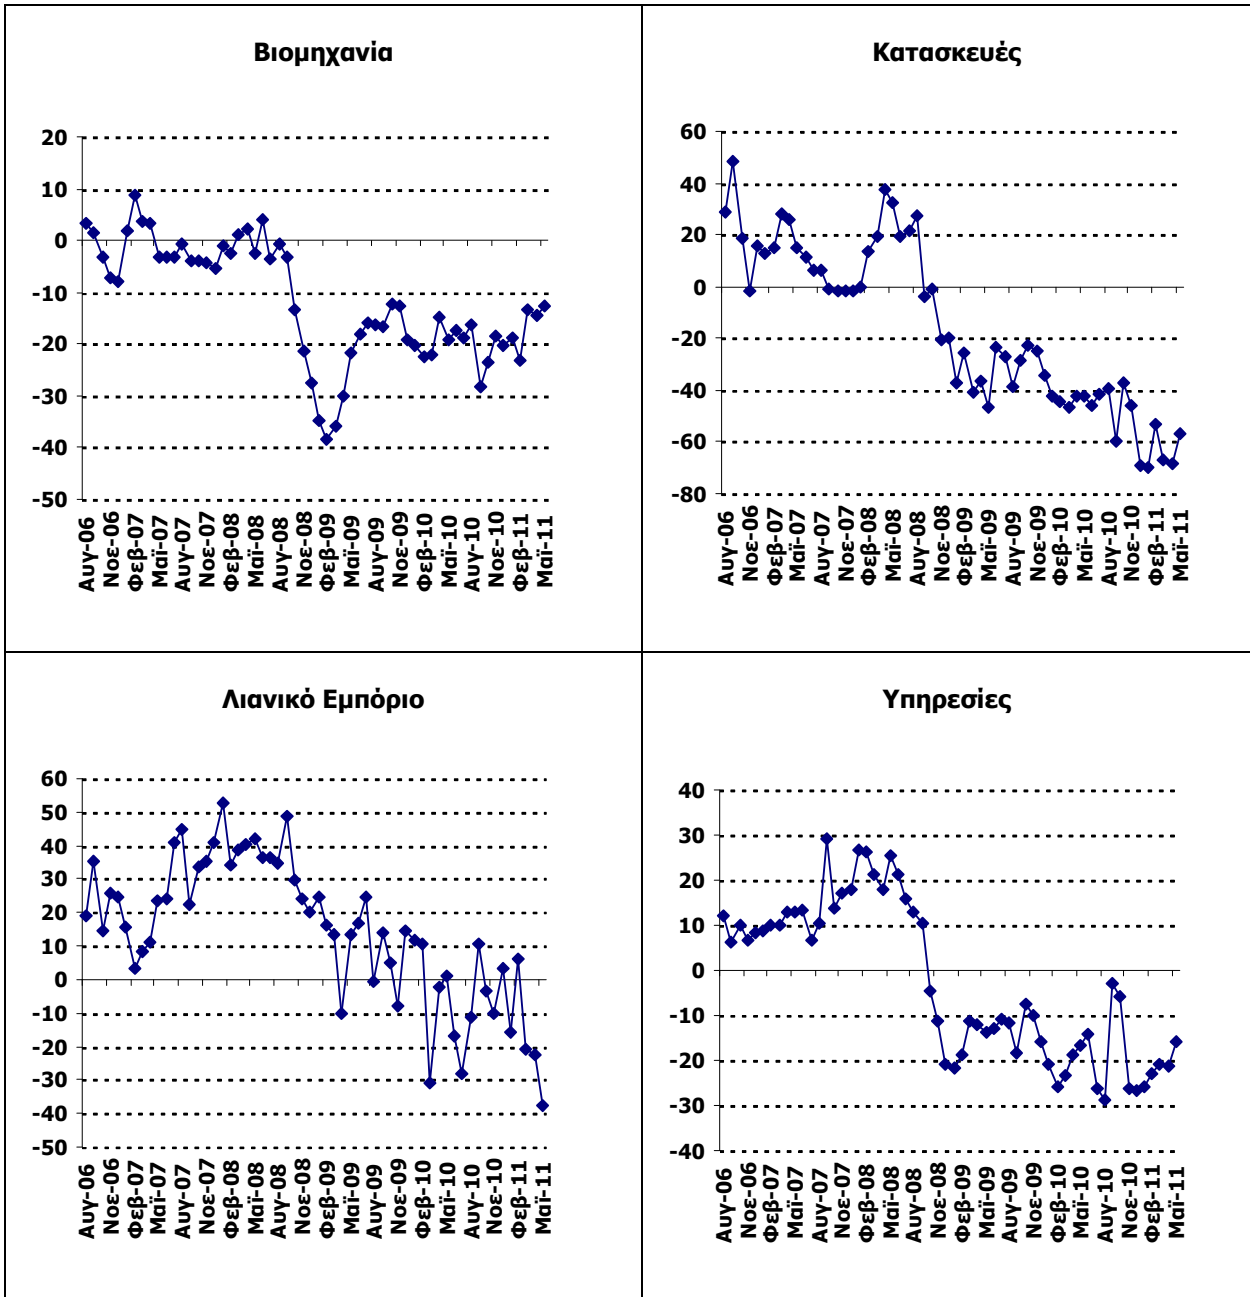 Βιομηχανία
20
10
0
-10
-20
-30
-40
-50
Αυγ-06
Νοε-06
Φεβ-07
Μαϊ-07
Αυγ-07
Νοε-07
Φεβ-08
Μαϊ-08
Αυγ-08
Νοε-08
Φεβ-09
Μαϊ-09
Αυγ-09
Νοε-09
Φεβ-10
Μαϊ-10
Αυγ-10
Νοε-10
Φεβ-11
Μαϊ-11
Κατασκευές
60
40
20
0
-20
-40
-60
-80
Αυγ-06
Νοε-06
Φεβ-07
Μαϊ-07
Αυγ-07
Νοε-07
Φεβ-08
Μαϊ-08
Αυγ-08
Νοε-08
Φεβ-09
Μαϊ-09
Αυγ-09
Νοε-09
Φεβ-10
Μαϊ-10
Αυγ-10
Νοε-10
Φεβ-11
Μαϊ-11
Λιανικό Εμπόριο
60
50
40
30
20
10
0
-10
-20
-30
-40
-50
Αυγ-06
Νοε-06
Φεβ-07
Μαϊ-07
Αυγ-07
Νοε-07
Φεβ-08
Μαϊ-08
Αυγ-08
Νοε-08
Φεβ-09
Μαϊ-09
Αυγ-09
Νοε-09
Φεβ-10
Μαϊ-10
Αυγ-10
Νοε-10
Φεβ-11
Μαϊ-11
Υπηρεσίες
40
30
20
10
0
-10
-20
-30
-40
Αυγ-06
Νοε-06
Φεβ-07
Μαϊ-07
Αυγ-07
Νοε-07
Φεβ-08
Μαϊ-08
Αυγ-08
Νοε-08
Φεβ-09
Μαϊ-09
Αυγ-09
Νοε-09
Φεβ-10
Μαϊ-10
Αυγ-10
Νοε-10
Φεβ-11
Μαϊ-11